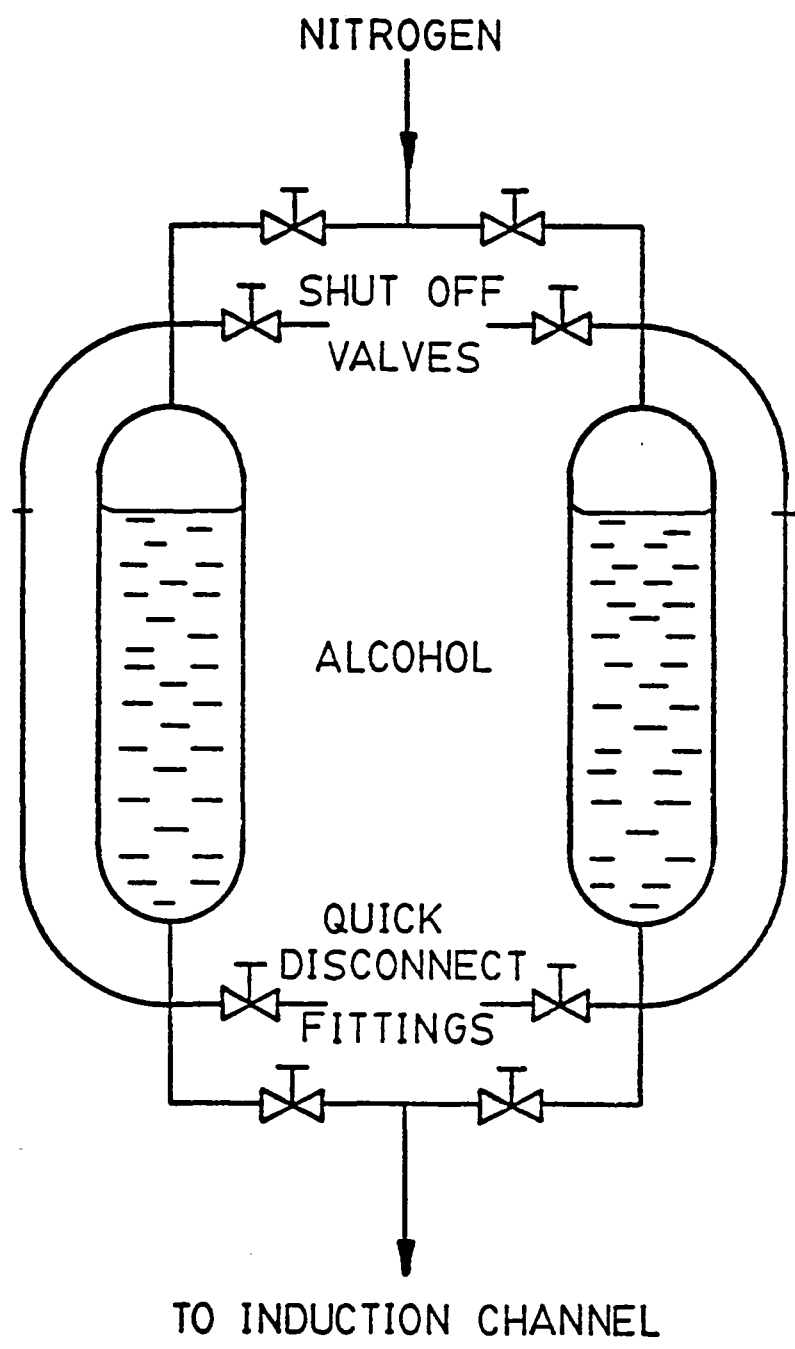 NITROGEN
SHUT OFF
VALVES
ALCOHOL
QUICK
DISCONNECT
FITTINGS
TO INDUCTION CHANNEL